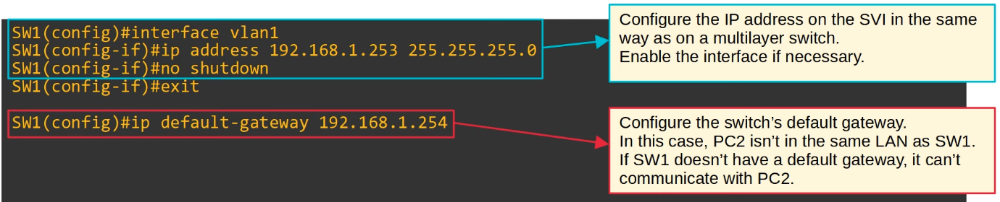 SW1(config)#interface vlan1
SW1(config-if)#ip address 192.168.1.253 255.255.255.0
SW1(config-if)#no shutdown
SW1(config-if)#exit
Configure the IP address on the SVI in the same
way as on a multilayer switch.
Enable the interface if necessary.
SW1(config)#ip default-gateway 192.168.1.254
Configure the switch’s default gateway.
In this case, PC2 isn’t in the same LAN as SW1.
If SW1 doesn’t have a default gateway, it can’t
communicate with PC2.